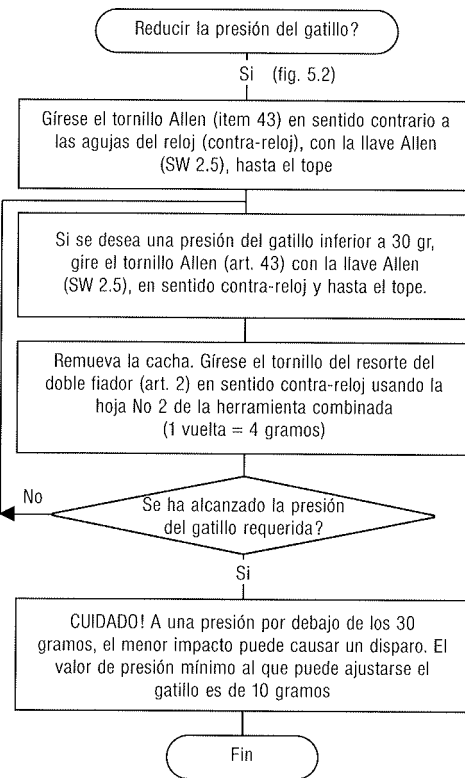 Reducir la presión del gatillo?
Si (fig. 5.2)
Gírese el tornillo Allen (item 43) en sentido contrario a
las agujas del reloj (contra-reloj), con la llave Allen
(SW 2.5), hasta el tope
Si se desea una presión del gatillo inferior a 30 gr,
gire el tornillo Allen (art. 43) con la llave Allen
(SW 2.5), en sentido contra-reloj y hasta el tope.
Remueva la cacha. Gírese el tornillo del resorte del
doble fiador (art. 2) en sentido contra-reloj usando la
hoja No 2 de la herramienta combinada
(1 vuelta = 4 gramos)
No
Se ha alcanzado la presión
del gatillo requerida?
Si
CUIDADO! A una presión por debajo de los 30
gramos, el menor impacto puede causar un disparo. El
valor de presión mínimo al que puede ajustarse el
gatillo es de 10 gramos
Fin